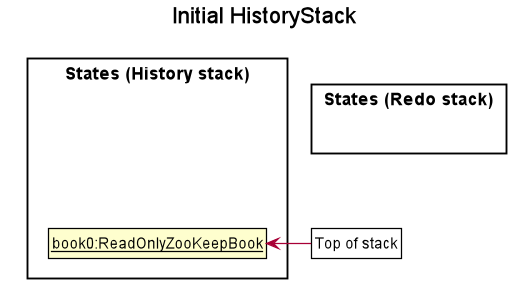 Initial HistoryStack
States (History stack)
States (Redo stack)
book0:ReadOnlyZooKeepBook
Top of stack